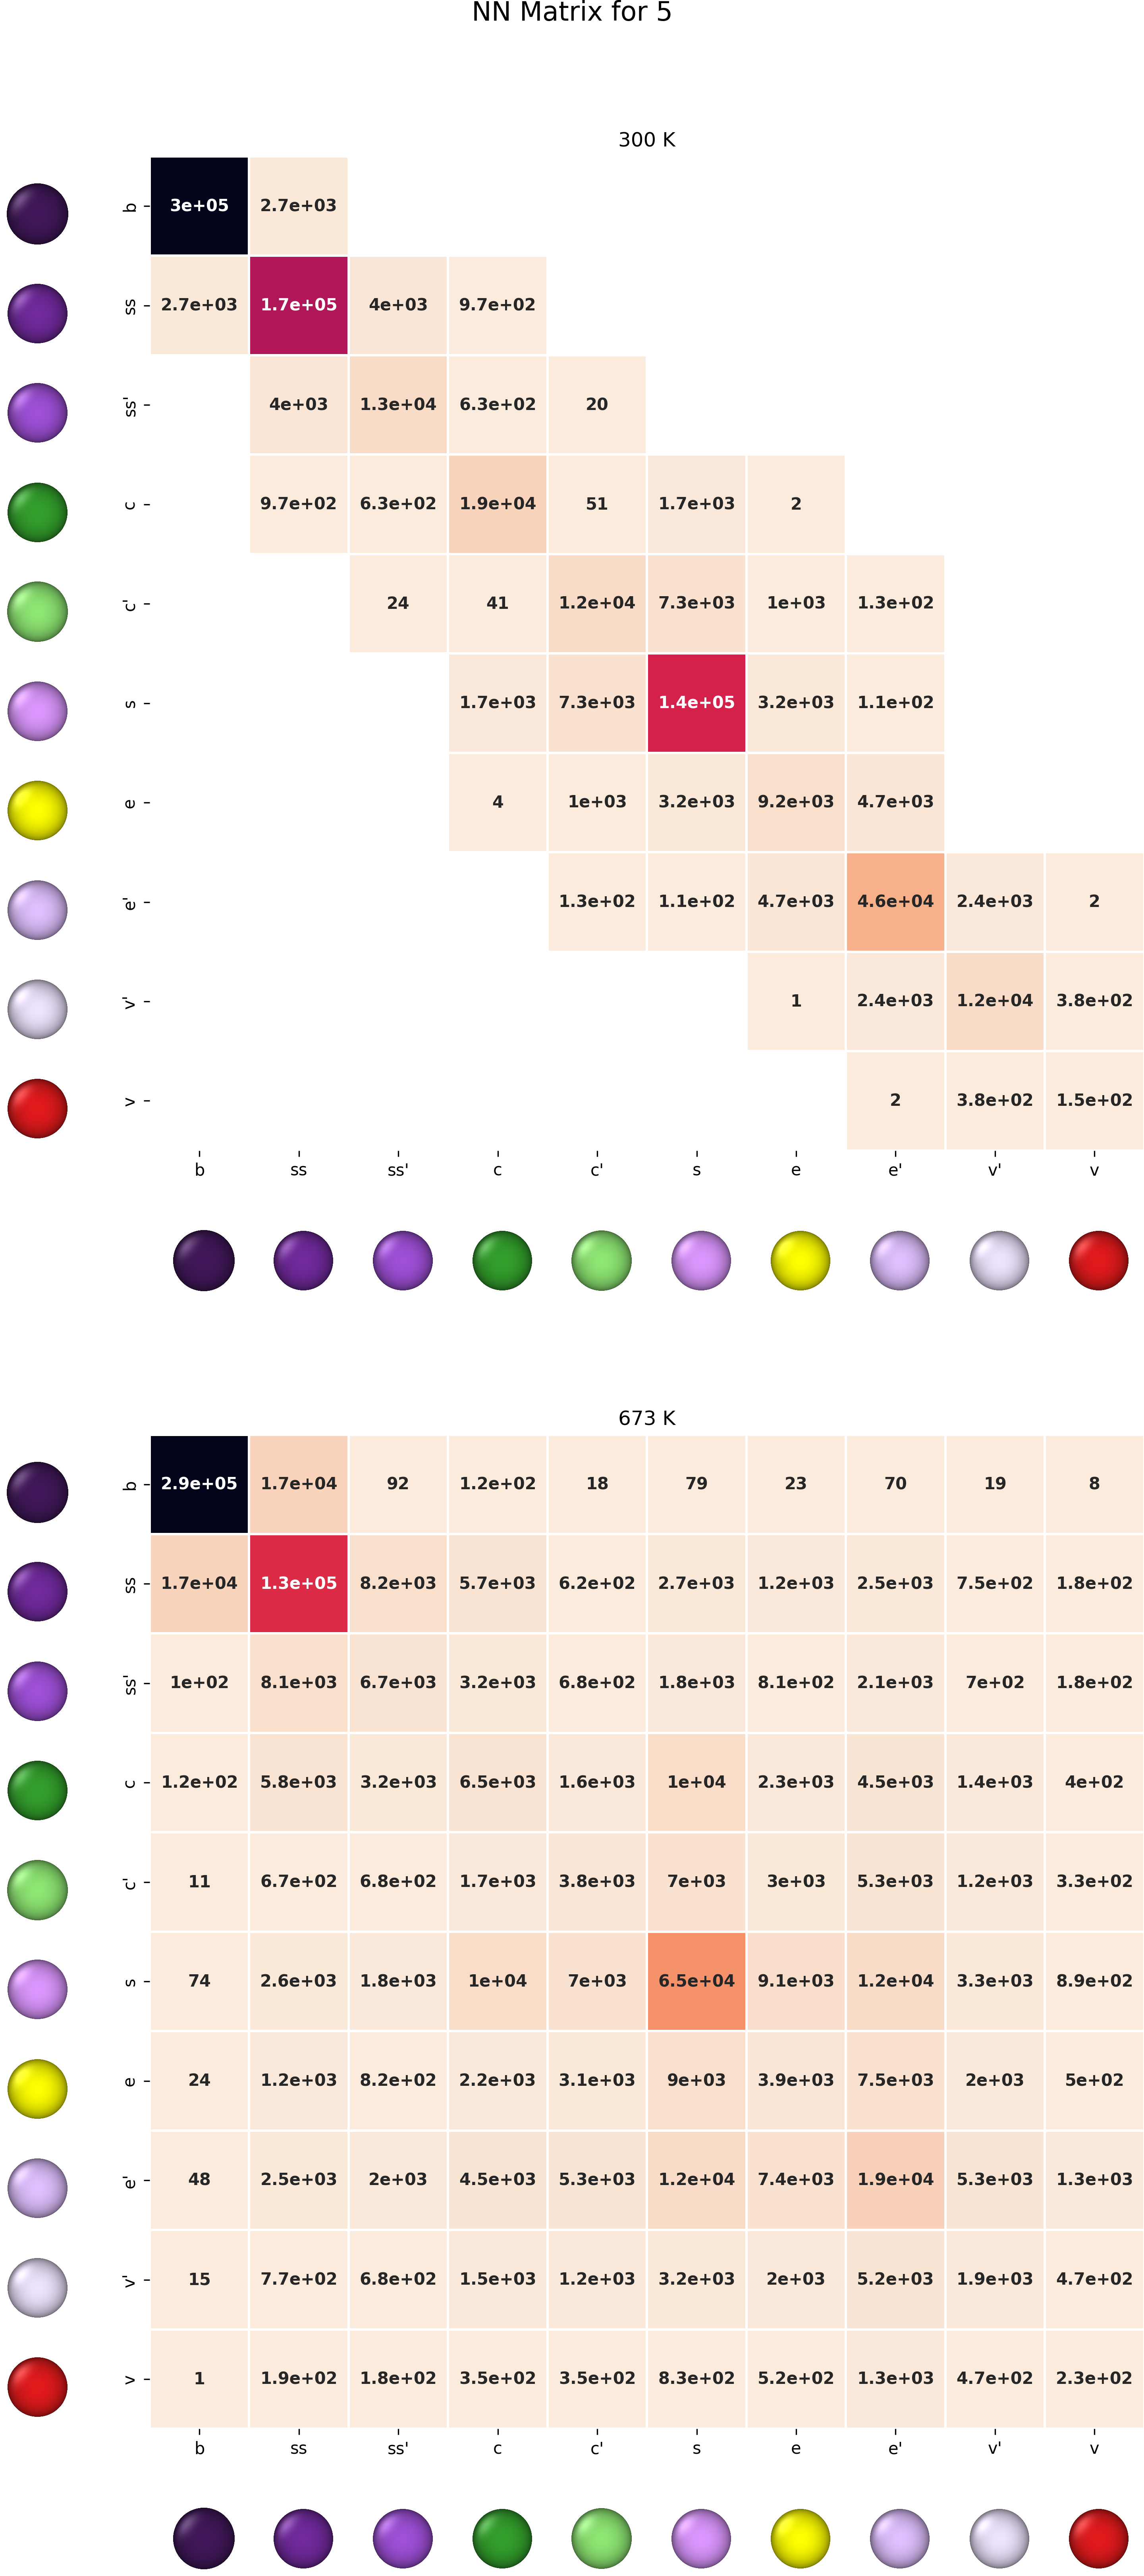 NN Matrix for 5
300 K
b 3e+05 2.7e+03
ss 2.7e+03 1.7e+05 4e+03 9.7e+02
ss' 4e+03 1.3e+04 6.3e+02 20
c 9.7e+02 6.3e+02 1.9e+04 51 1.7e+03 2
c' 24 41 1.2e+04 7.3e+03 1e+03 1.3e+02
s 1.7e+03 7.3e+03 1.4e+05 3.2e+03 1.1e+02
e 4 1e+03 3.2e+03 9.2e+03 4.7e+03
e' 1.3e+02 1.1e+02 4.7e+03 4.6e+04 2.4e+03 2
v' 1 2.4e+03 1.2e+04 3.8e+02
v 2 3.8e+02 1.5e+02
b ss ss' c c' s e e' v' v
673 K
b 2.9e+05 1.7e+04 92 1.2e+02 18 79 23 70 19 8
ss 1.7e+04 1.3e+05 8.2e+03 5.7e+03 6.2e+02 2.7e+03 1.2e+03 2.5e+03 7.5e+02 1.8e+02
ss' 1e+02 8.1e+03 6.7e+03 3.2e+03 6.8e+02 1.8e+03 8.1e+02 2.1e+03 7e+02 1.8e+02
c 1.2e+02 5.8e+03 3.2e+03 6.5e+03 1.6e+03 1e+04 2.3e+03 4.5e+03 1.4e+03 4e+02
c' 11 6.7e+02 6.8e+02 1.7e+03 3.8e+03 7e+03 3e+03 5.3e+03 1.2e+03 3.3e+02
s 74 2.6e+03 1.8e+03 1e+04 7e+03 6.5e+04 9.1e+03 1.2e+04 3.3e+03 8.9e+02
e 24 1.2e+03 8.2e+02 2.2e+03 3.1e+03 9e+03 3.9e+03 7.5e+03 2e+03 5e+02
e' 48 2.5e+03 2e+03 4.5e+03 5.3e+03 1.2e+04 7.4e+03 1.9e+04 5.3e+03 1.3e+03
v' 15 7.7e+02 6.8e+02 1.5e+03 1.2e+03 3.2e+03 2e+03 5.2e+03 1.9e+03 4.7e+02
v 1 1.9e+02 1.8e+02 3.5e+02 3.5e+02 8.3e+02 5.2e+02 1.3e+03 4.7e+02 2.3e+02
b ss ss' c c' s e e' v' v